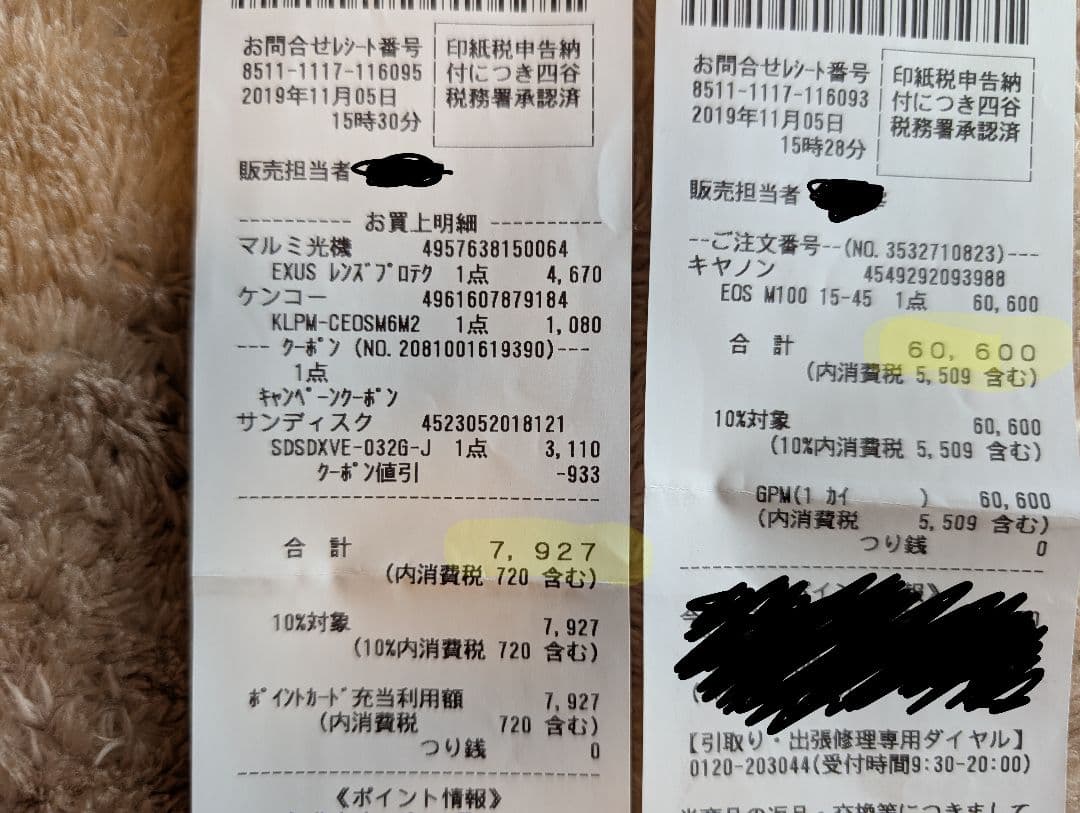 お問合せﾚｼｰﾄ番号
8511-1117-116095
2019年11月05日
15時30分
印紙税申告納
付につき四谷
税務署承認済
販売担当者
お買上明細
マルミ光機 4957638150064
EXUS ﾚﾝｽﾞﾌﾟﾛﾃｸ 1点 4,670
ケンコー 4961607879184
KLPM-CEOSM6M2 1点 1,080
--- ｸｰﾎﾟﾝ (NO. 2081001619390)---
1点
ｷｬﾝﾍﾟｰﾝｸｰﾎﾟﾝ
サンディスク 4523052018121
SDSDXVE-032G-J 1点 3,110
ｸｰﾎﾟﾝ値引 -933
合 計 7,927
(内消費税 720 含む)
10%対象 7,927
(10%内消費税 720 含む)
ﾎﾟｲﾝﾄｶｰﾄﾞ充当利用額 7,927
(内消費税 720 含む)
つり銭 0
《ポイント情報》
お問合せﾚｼｰﾄ番号
8511-1117-116093
2019年11月05日
15時28分
印紙税申告納
付につき四谷
税務署承認済
販売担当者
--ご注文番号--(NO. 3532710823)---
キヤノン 4549292093988
EOS M100 15-45 1点 60,600
合 計 60,600
(内消費税 5,509 含む)
10%対象 60,600
(10%内消費税 5,509 含む)
GPM(1 ｶｲ ) 60,600
(内消費税 5,509 含む)
つり銭 0
【引取り・出張修理専用ダイヤル】
0120-203044(受付時間9:30-20:00)
当商品の返品・交換等につきまして